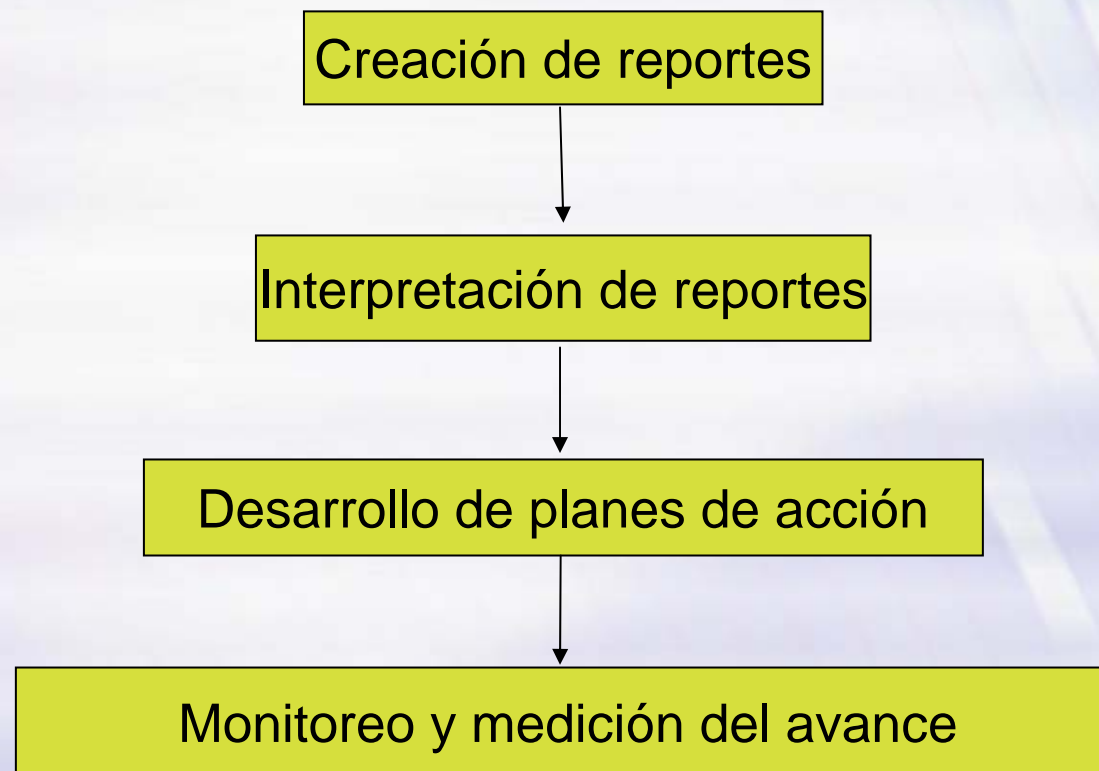 Creación de reportes
Interpretación de reportes
Desarrollo de planes de acción
Monitoreo y medición del avance